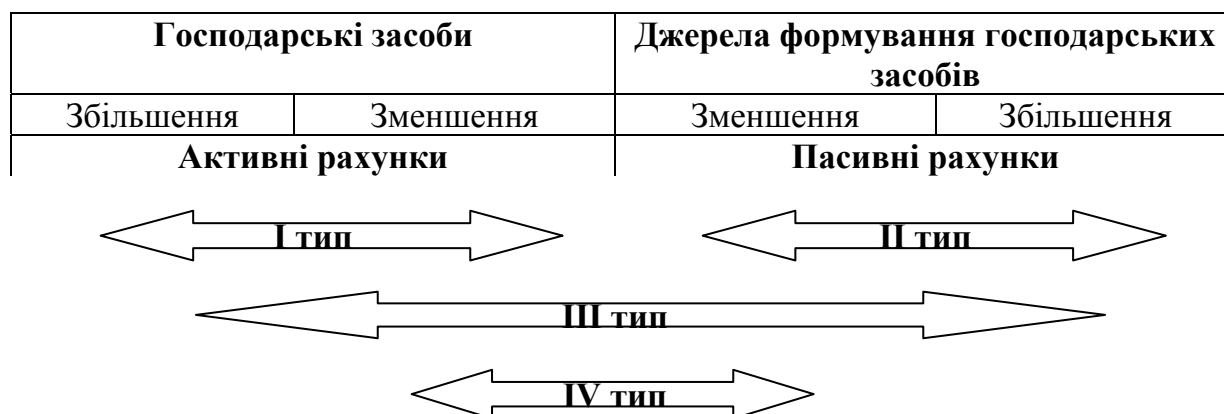 Господарські засоби
Джерела формування господарських
засобів
Збільшення
Зменшення
Зменшення
Збільшення
Активні рахунки
Пасивні рахунки
І тип
ІІ тип
ІІІ тип
IV тип